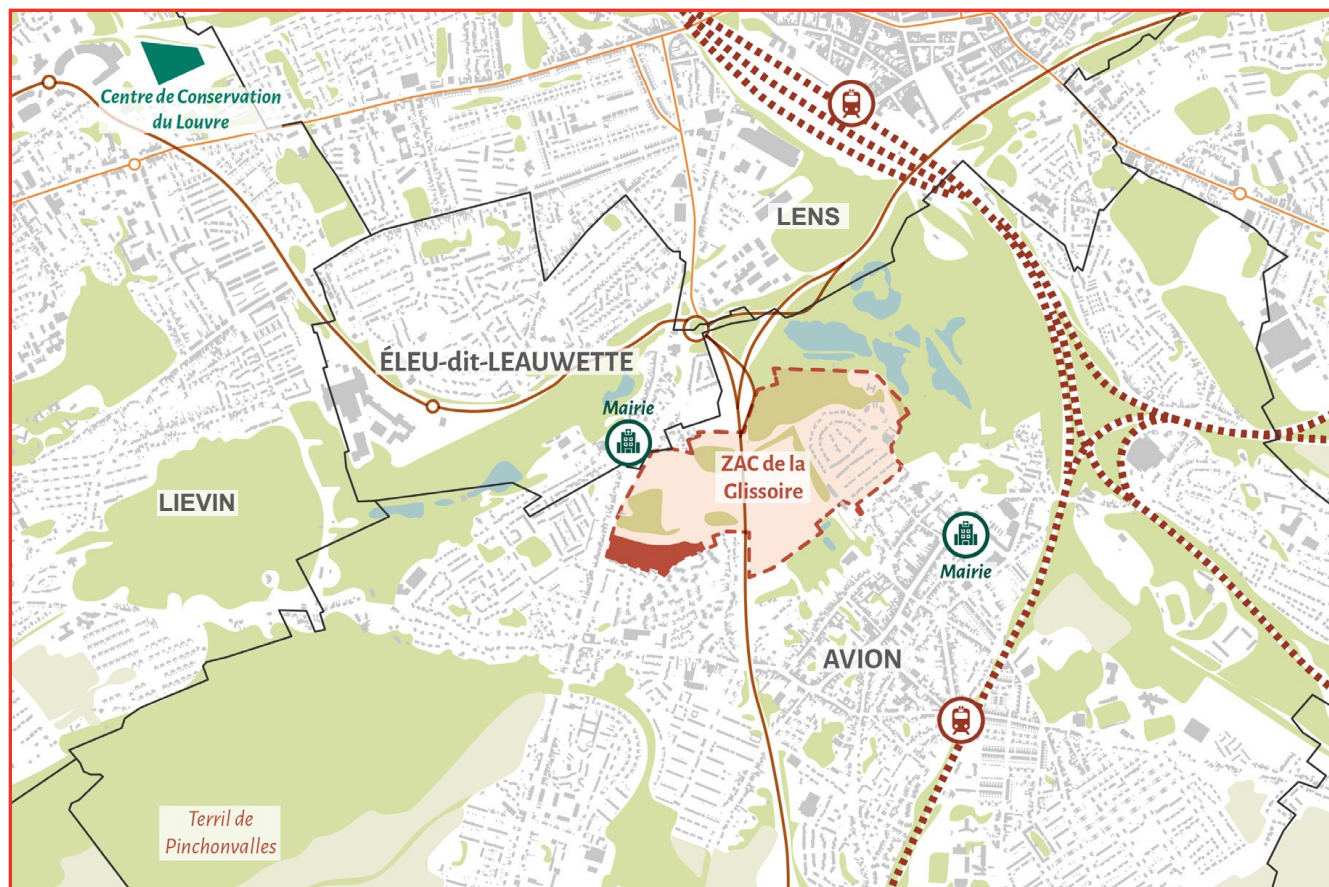 Centre de Conservation
du Louvre
LENS
ÉLEU-dit-LEAUWETTE
Mairie
ZAC de la
Glissoire
LIEVIN
Mairie
AVION
Terril de
Pinchonvalles